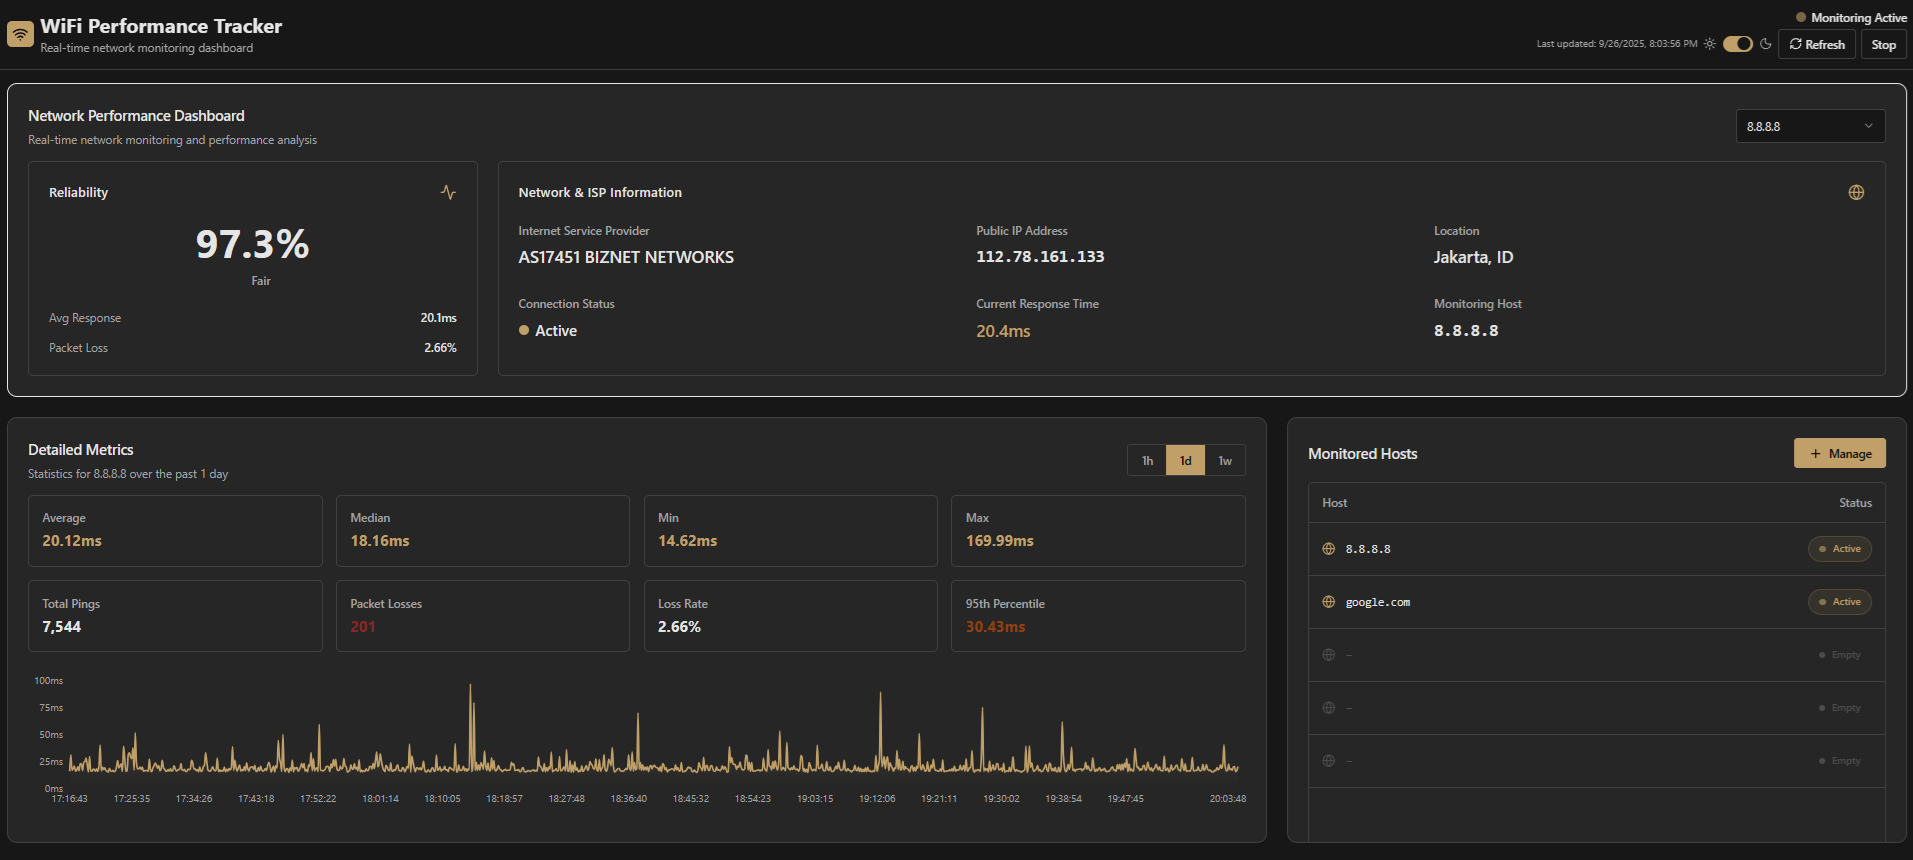 WiFi Performance Tracker
Real-time network monitoring dashboard
Monitoring Active
Last updated: 9/26/2025, 8:03:56 PM
Refresh
Stop
Network Performance Dashboard
Real-time network monitoring and performance analysis
8.8.8.8
Reliability
97.3%
Fair
Avg Response 20.1ms
Packet Loss 2.66%
Network & ISP Information
Internet Service Provider
AS17451 BIZNET NETWORKS
Public IP Address
112.78.161.133
Location
Jakarta, ID
Connection Status
Active
Current Response Time
20.4ms
Monitoring Host
8.8.8.8
Detailed Metrics
Statistics for 8.8.8.8 over the past 1 day
1h 1d 1w
Average
20.12ms
Median
18.16ms
Min
14.62ms
Max
169.99ms
Total Pings
7,544
Packet Losses
201
Loss Rate
2.66%
95th Percentile
30.43ms
100ms
75ms
50ms
25ms
0ms
17:16:43 17:25:35 17:34:26 17:43:18 17:52:22 18:01:14 18:10:05 18:18:57 18:27:48 18:36:40 18:45:32 18:54:23 19:03:15 19:12:06 19:21:11 19:30:02 19:38:54 19:47:45 20:03:48
Monitored Hosts
+ Manage
Host Status
8.8.8.8 Active
google.com Active
– Empty
– Empty
– Empty